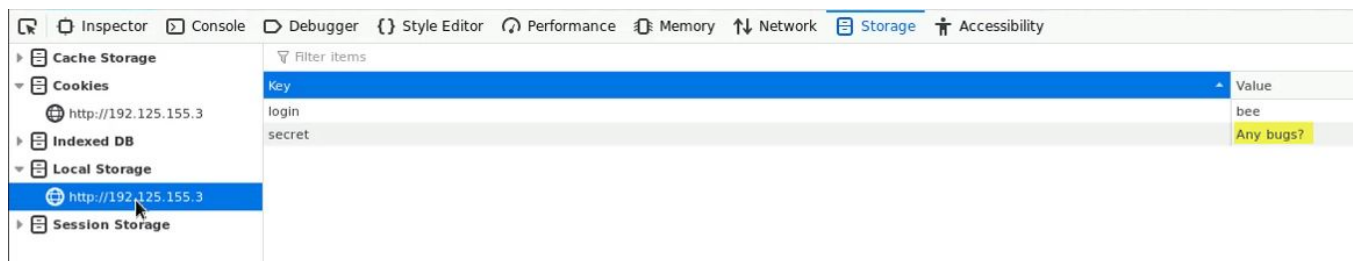 Inspector Console Debugger {} Style Editor Performance Memory Network Storage Accessibility
Cache Storage
Filter items
Cookies
Key Value
http://192.125.155.3
login bee
Indexed DB
secret Any bugs?
Local Storage
http://192.125.155.3
Session Storage